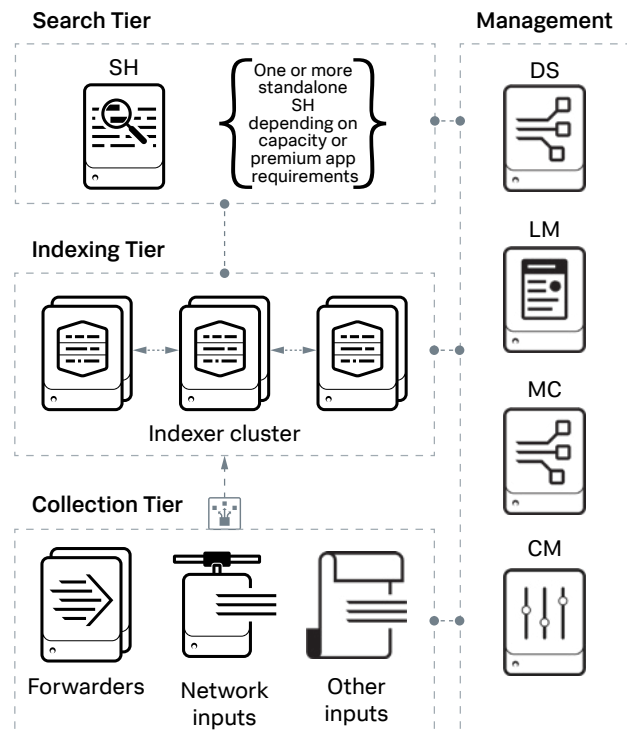 Search Tier
SH
One or more
standalone
SH
depending on
capacity or
premium app
requirements
Indexing Tier
Indexer cluster
Collection Tier
Forwarders
Network
inputs
Other
inputs
Management
DS
LM
MC
CM